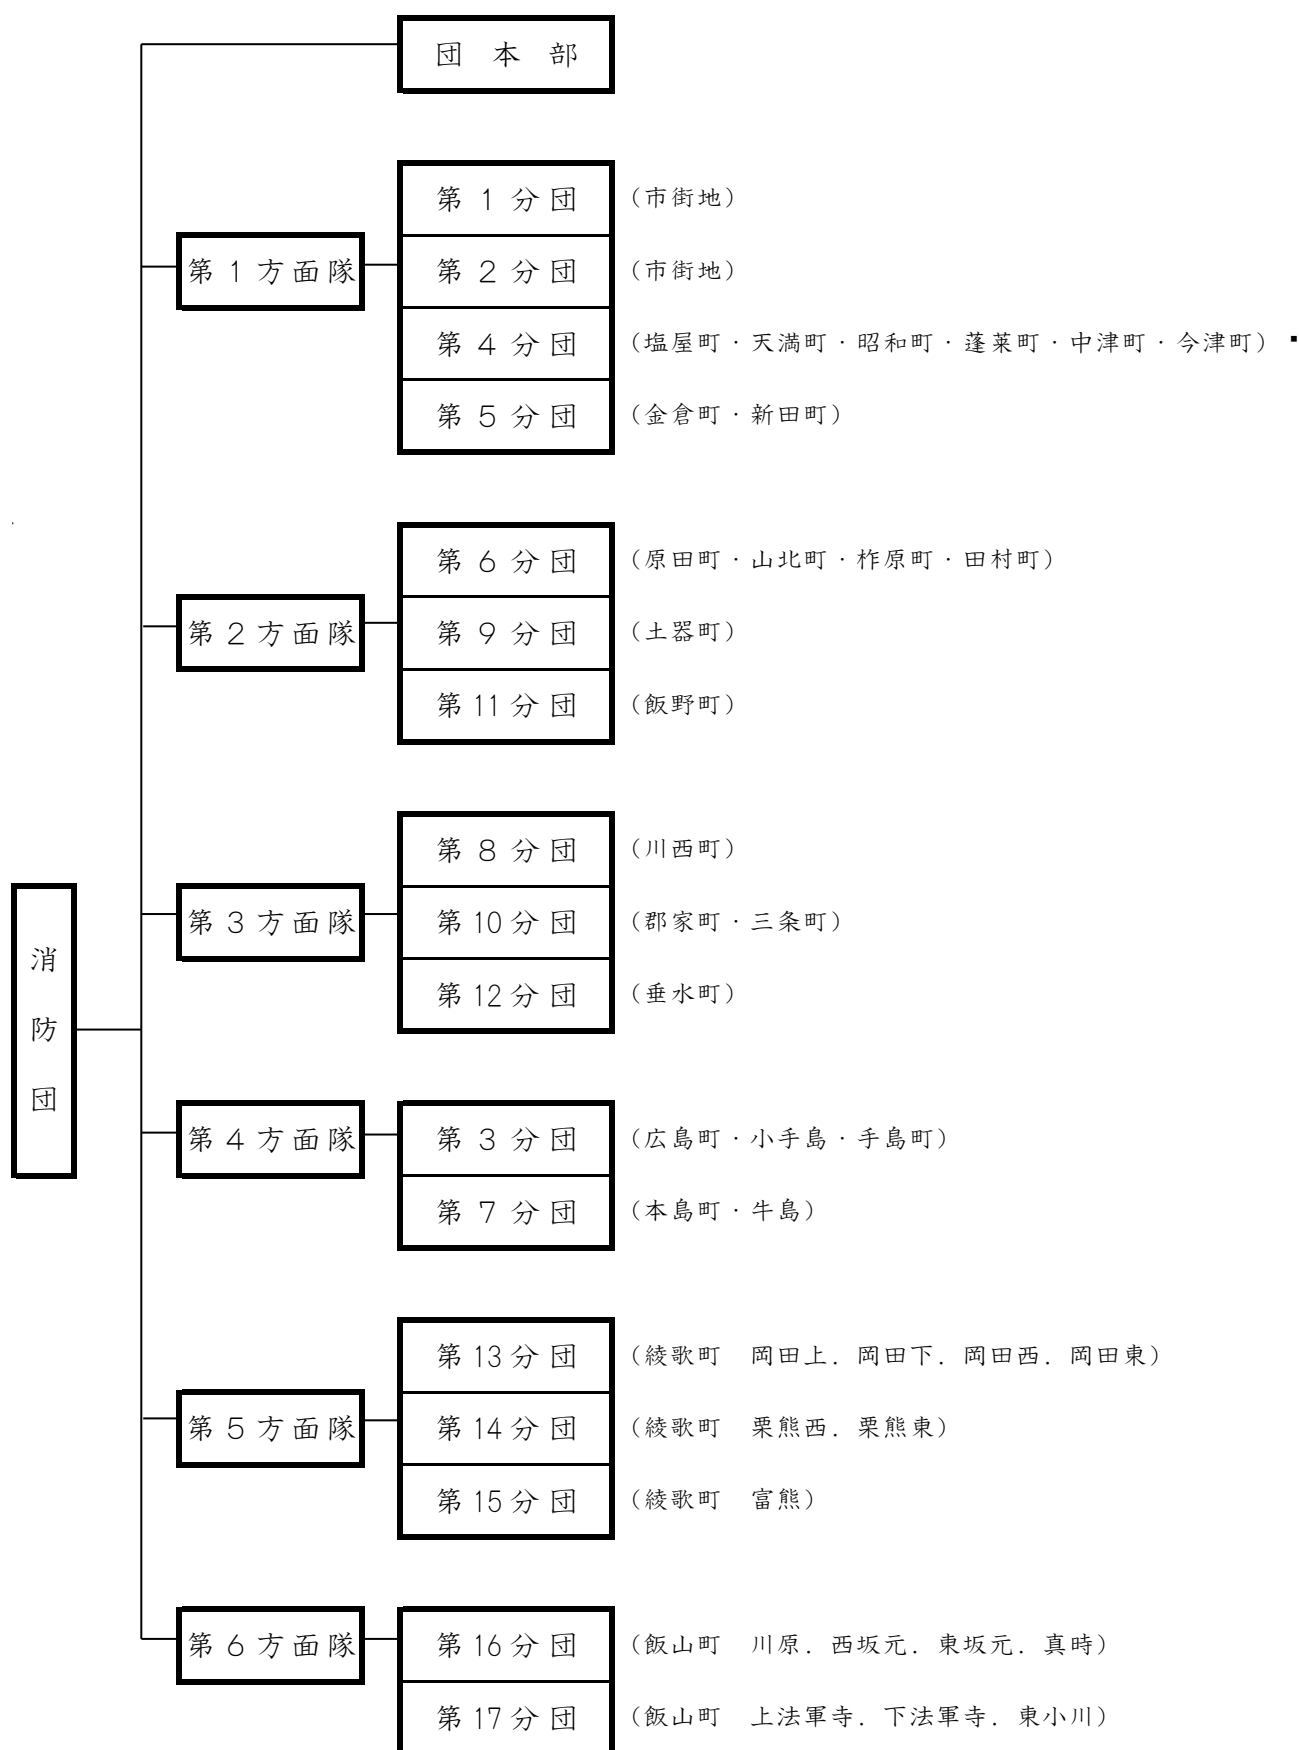 団本部
第1分団 (市街地)
第1方面隊
第2分団 (市街地)
第4分団 (塩屋町・天満町・昭和町・蓬莱町・中津町・今津町)
第5分団 (金倉町・新田町)
第6分団 (原田町・山北町・柞原町・田村町)
第2方面隊
第9分団 (土器町)
第11分団 (飯野町)
第8分団 (川西町)
第3方面隊
第10分団 (郡家町・三条町)
第12分団 (垂水町)
消防団
第4方面隊
第3分団 (広島町・小手島・手島町)
第7分団 (本島町・牛島)
第13分団 (綾歌町 岡田上. 岡田下. 岡田西. 岡田東)
第5方面隊
第14分団 (綾歌町 栗熊西. 栗熊東)
第15分団 (綾歌町 富熊)
第6方面隊
第16分団 (飯山町 川原. 西坂元. 東坂元. 真時)
第17分団 (飯山町 上法軍寺. 下法軍寺. 東小川)